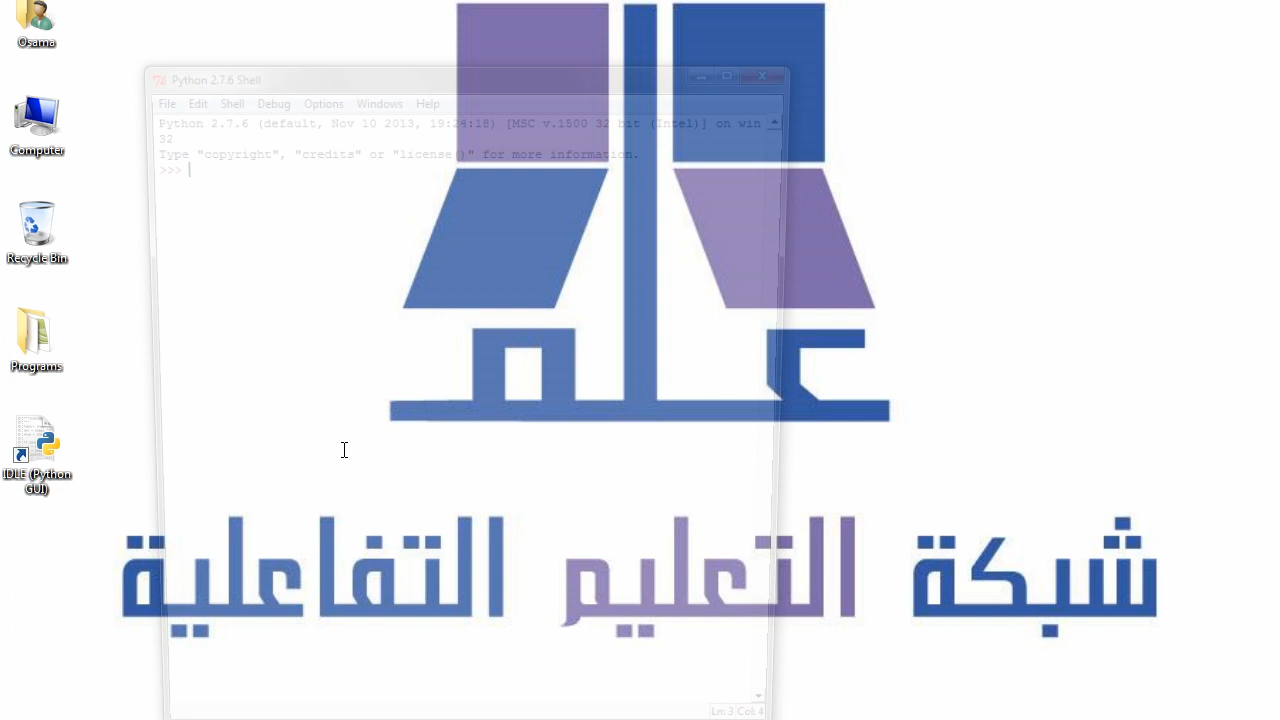 Osama
Computer
Recycle Bin
Programs
IDLE (Python
GUI)
Python 2.7.6 Shell
File Edit Shell Debug Options Windows Help
Python 2.7.6 (default, Nov 10 2013, 19:24:18) [MSC v.1500 32 bit (Intel)] on win
32
Type "copyright", "credits" or "license()" for more information.
>>>
علم
شبكة التعليم التفاعلية
Ln: 3 Col: 4